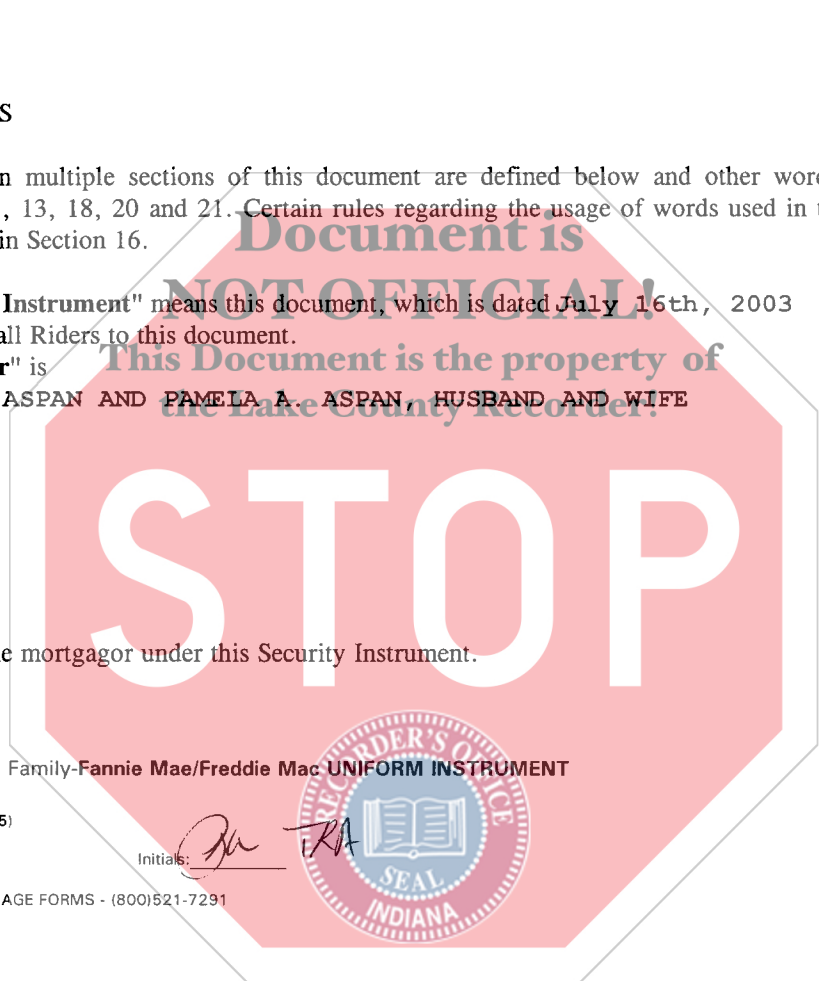 S
n multiple sections of this document are defined below and other word
, 13, 18, 20 and 21. Certain rules regarding the usage of words used in t
in Section 16.
Document is
NOT OFFICIAL!
Instrument" means this document, which is dated July 16th, 2003
all Riders to this document.
This Document is the property of
r" is
the Lake County Recorder!
ASPAN AND PAMELA A. ASPAN, HUSBAND AND WIFE
STOP
e mortgagor under this Security Instrument.
Family-Fannie Mae/Freddie Mac UNIFORM INSTRUMENT
5)
Initials: TRA
AGE FORMS - (800)521-7291
RECORDER'S OFFICE
SEAL
INDIANA